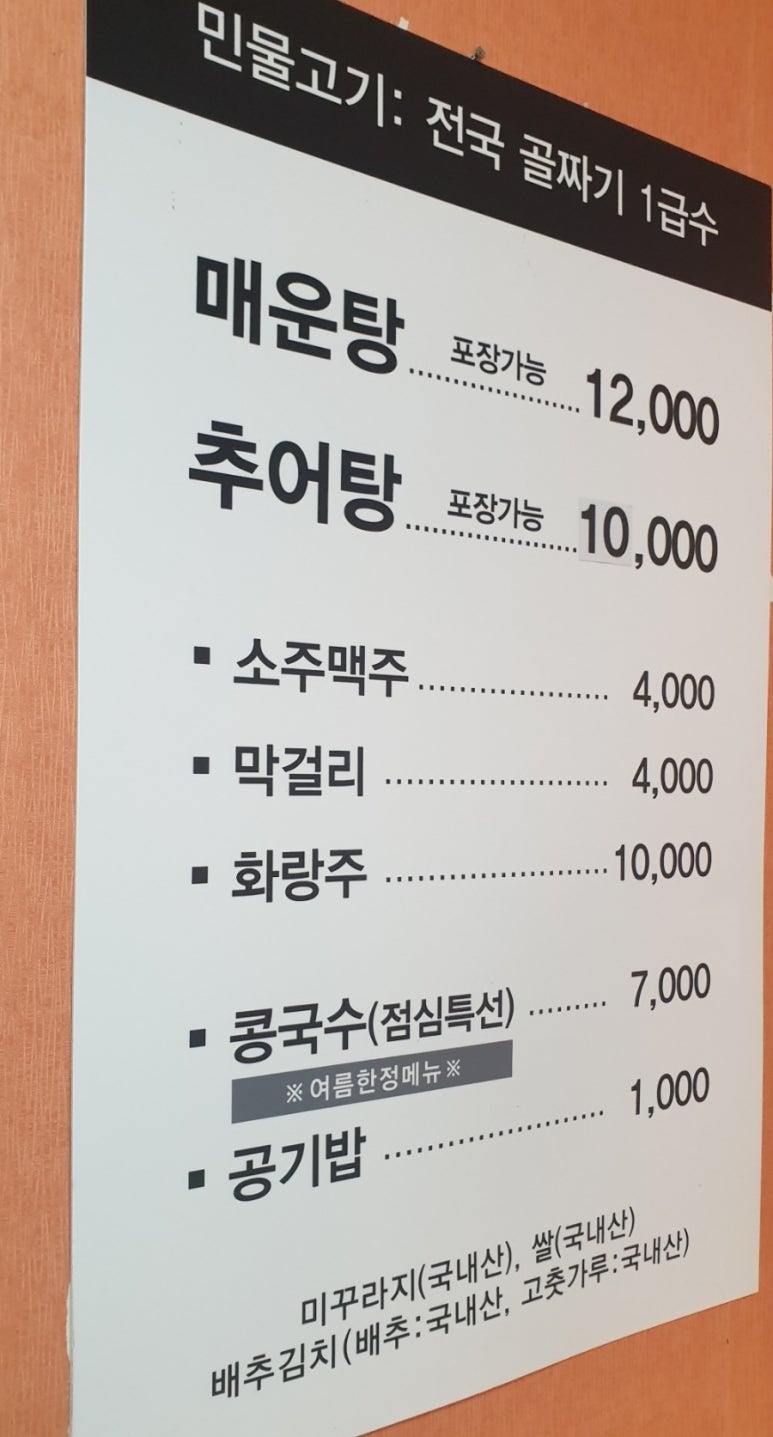 민물고기: 전국 골짜기 1급수
매운탕 포장가능 12,000
추어탕 포장가능 10,000
▪ 소주맥주 4,000
▪ 막걸리 4,000
▪ 화랑주 10,000
▪ 콩국수(점심특선) 7,000
※여름한정메뉴※
▪ 공기밥 1,000
미꾸라지(국내산), 쌀(국내산)
배추김치(배추:국내산, 고춧가루:국내산)